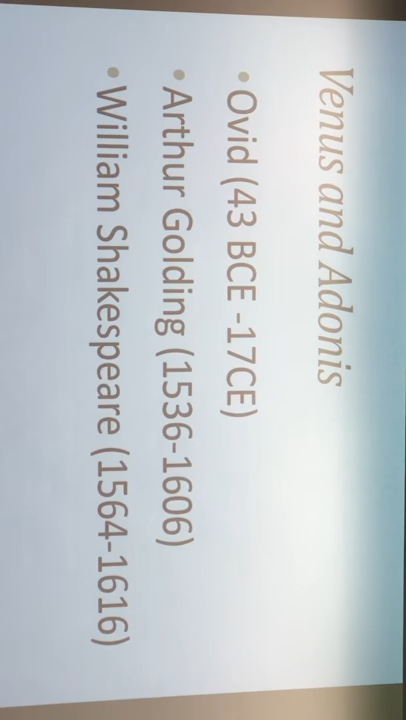 Venus and Adonis
• Ovid (43 BCE -17CE)
• Arthur Golding (1536-1606)
• William Shakespeare (1564-1616)